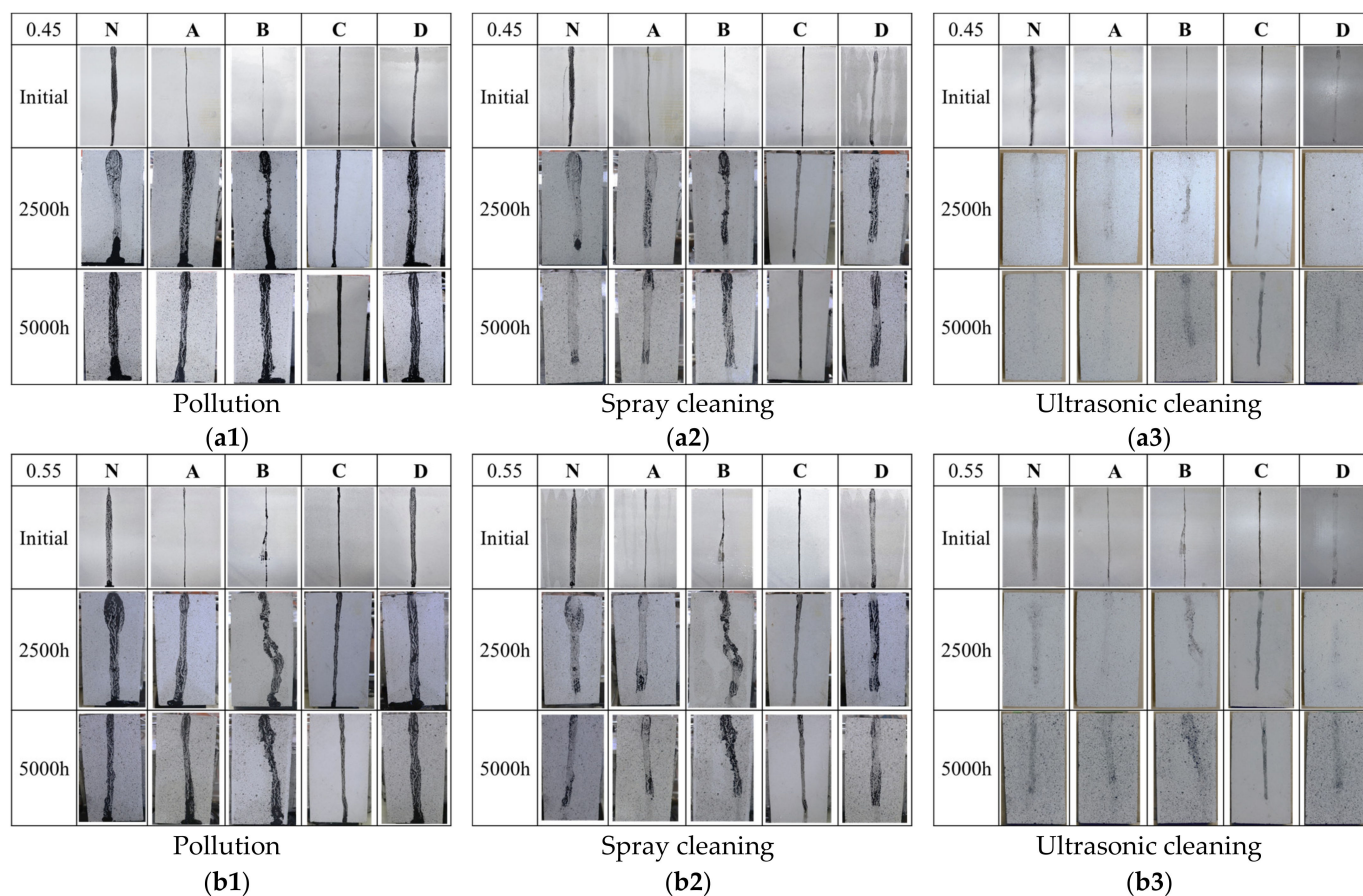 0.45 N A B C D
Initial
2500h
5000h
Pollution
(a1)
0.45 N A B C D
Initial
2500h
5000h
Spray cleaning
(a2)
0.45 N A B C D
Initial
2500h
5000h
Ultrasonic cleaning
(a3)
0.55 N A B C D
Initial
2500h
5000h
Pollution
(b1)
0.55 N A B C D
Initial
2500h
5000h
Spray cleaning
(b2)
0.55 N A B C D
Initial
2500h
5000h
Ultrasonic cleaning
(b3)